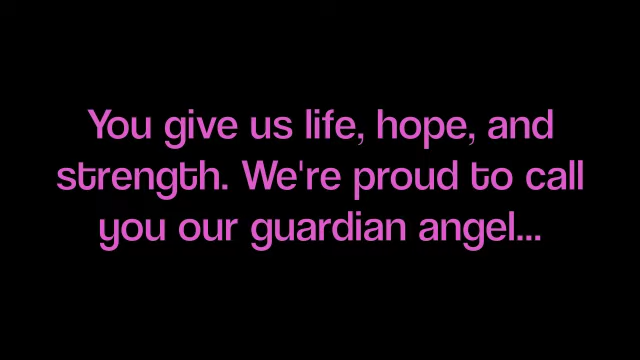 You give us life, hope, and
strength. We're proud to call
you our guardian angel...